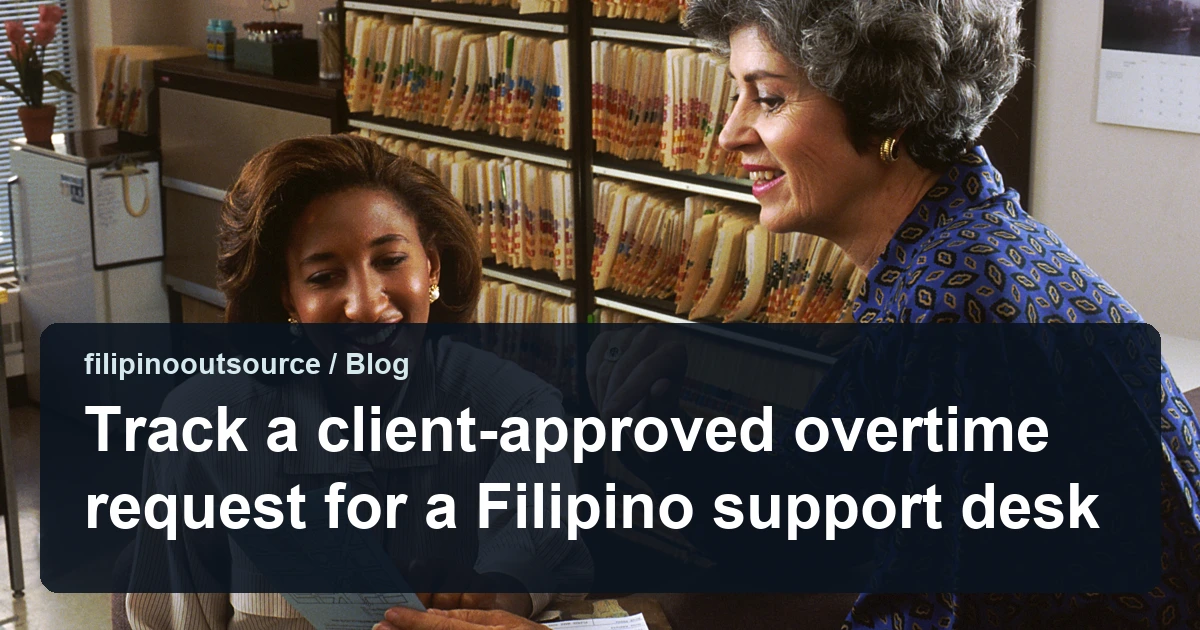 filipinooutsource / Blog
Track a client-approved overtime
request for a Filipino support desk